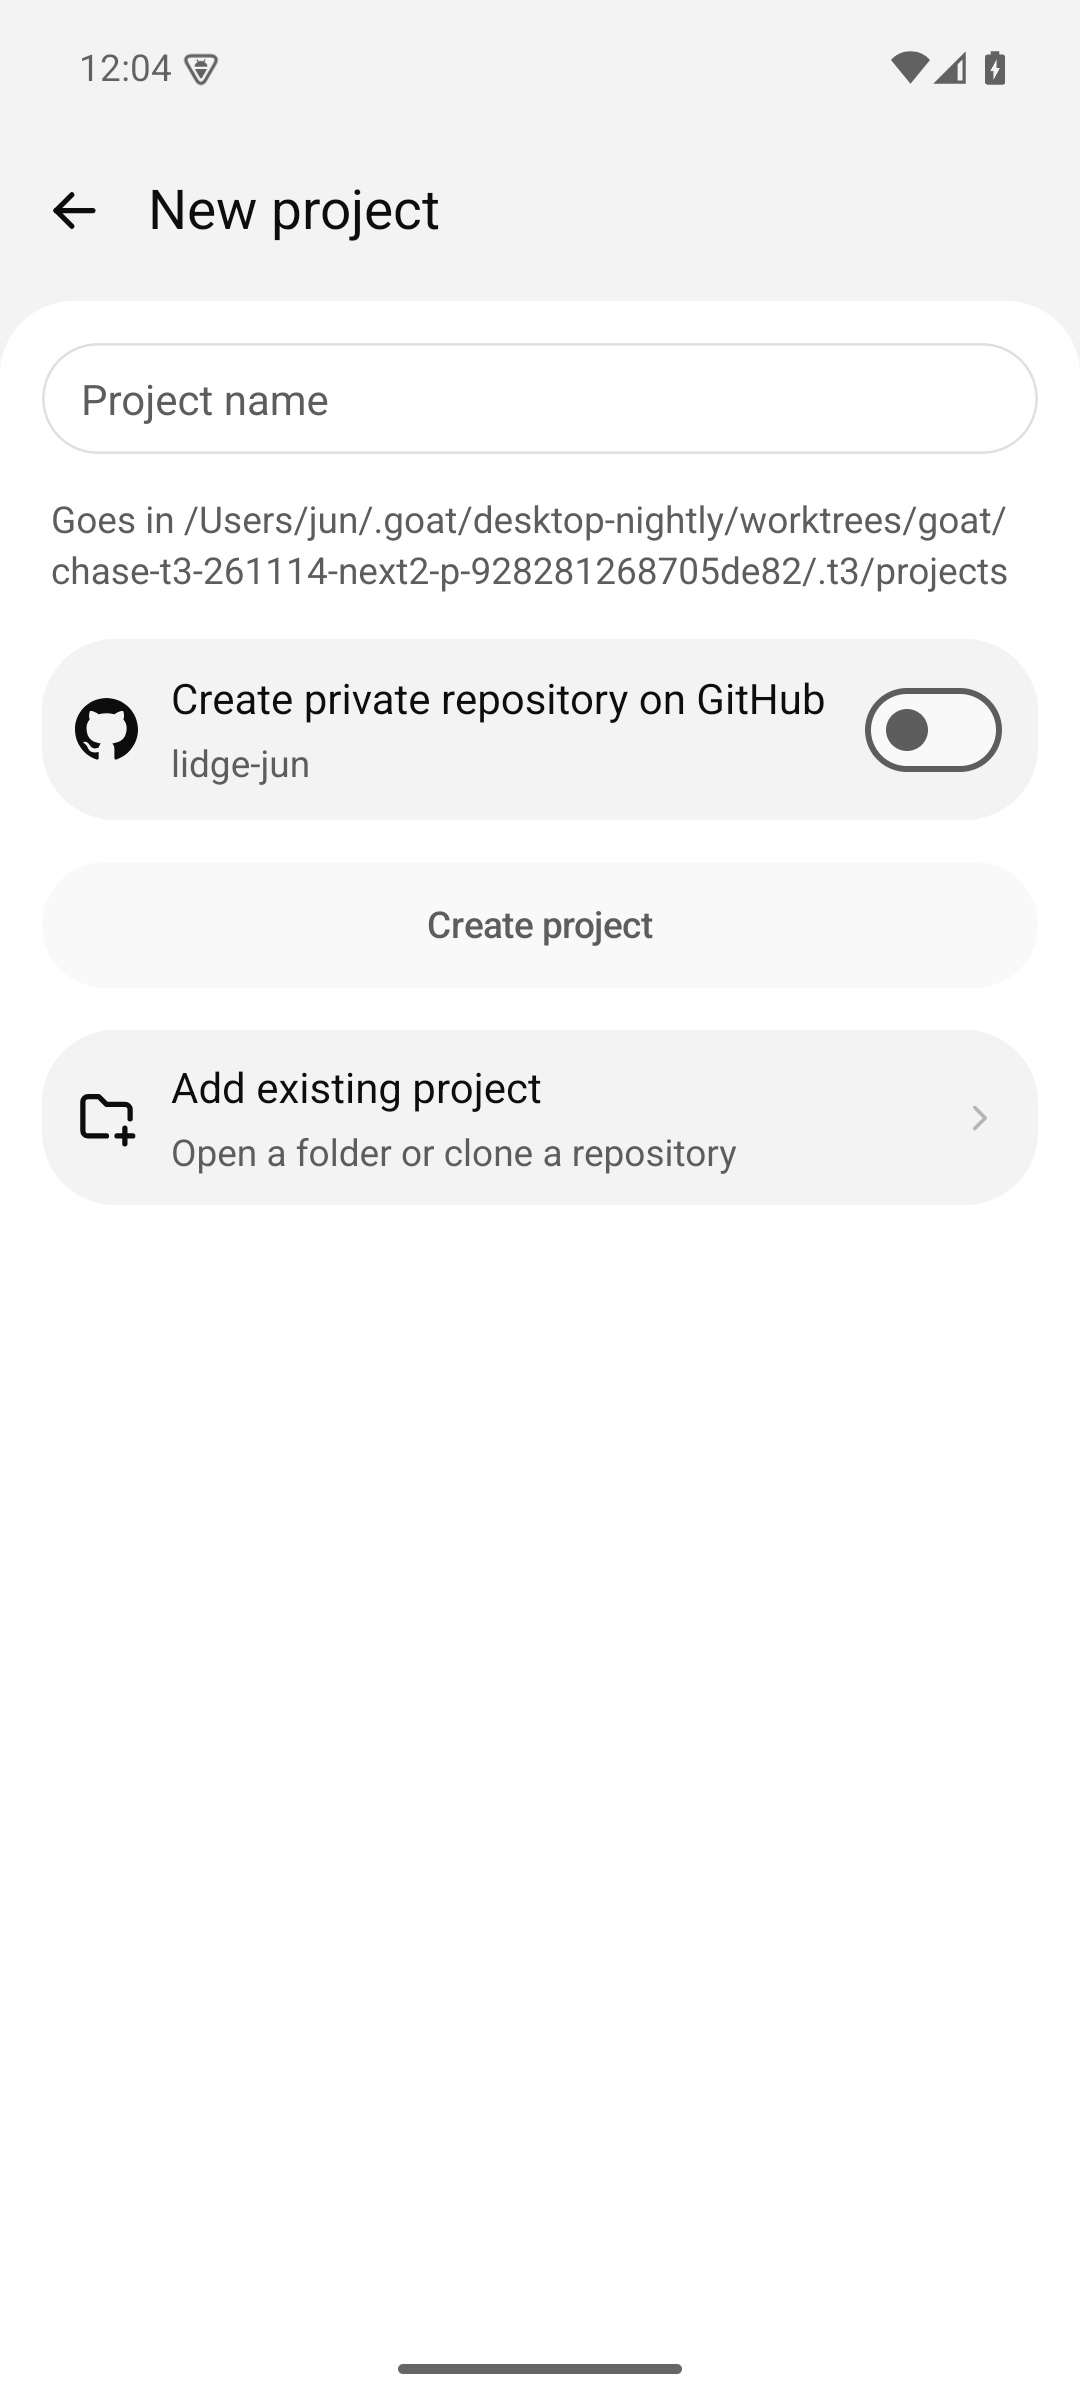 12:04
New project
Project name
Goes in /Users/jun/.goat/desktop-nightly/worktrees/goat/
chase-t3-261114-next2-p-928281268705de82/.t3/projects
Create private repository on GitHub
lidge-jun
Create project
Add existing project
Open a folder or clone a repository